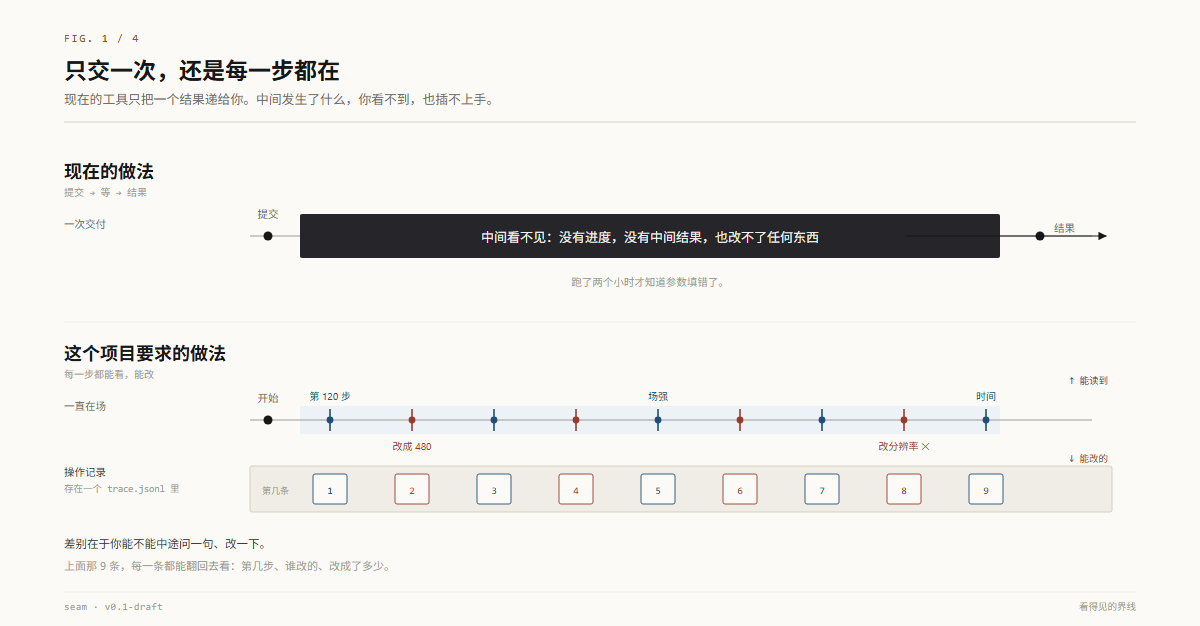 FIG. 1 / 4
只交一次，还是每一步都在
现在的工具只把一个结果递给你。中间发生了什么，你看不到，也插不上手。
现在的做法
提交 → 等 → 结果
一次交付
提交
中间看不见：没有进度，没有中间结果，也改不了任何东西
结果
跑了两个小时才知道参数填错了。
这个项目要求的做法
每一步都能看，能改
一直在场
↑ 能读到
开始
第 120 步
场强
时间
改成 480
改分辨率 ×
↓ 能改的
操作记录
存在一个 trace.jsonl 里
第几条
1
2
3
4
5
6
7
8
9
差别在于你能不能中途问一句、改一下。
上面那 9 条，每一条都能翻回去看：第几步、谁改的、改成了多少。
seam · v0.1-draft
看得见的界线